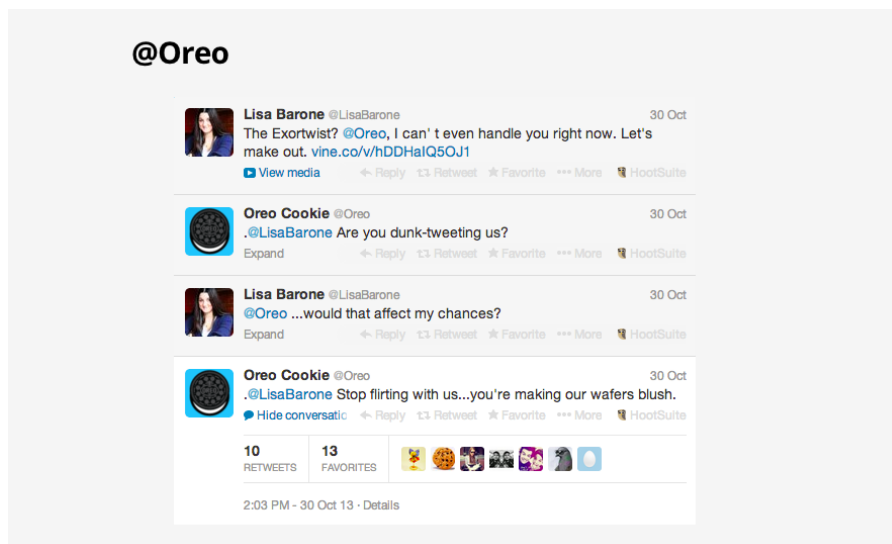 @Oreo
Lisa Barone @LisaBarone 30 Oct
The Exortwist? @Oreo, I can' t even handle you right now. Let's
make out. vine.co/v/hDDHaIQ5OJ1
View media Reply Retweet Favorite More HootSuite
Oreo Cookie @Oreo 30 Oct
.@LisaBarone Are you dunk-tweeting us?
Expand Reply Retweet Favorite More HootSuite
Lisa Barone @LisaBarone 30 Oct
@Oreo ...would that affect my chances?
Expand Reply Retweet Favorite More HootSuite
Oreo Cookie @Oreo 30 Oct
.@LisaBarone Stop flirting with us...you're making our wafers blush.
Hide conversatic Reply Retweet Favorite More HootSuite
10 13
RETWEETS FAVORITES
2:03 PM - 30 Oct 13 · Details